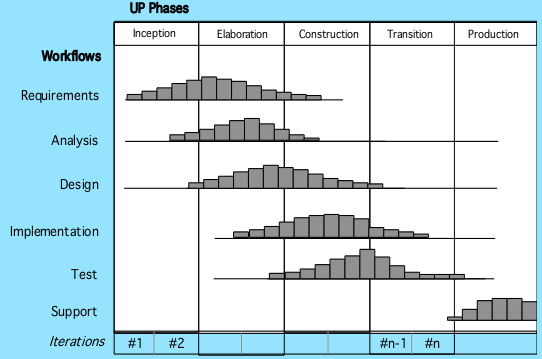 UP Phases
Inception Elaboration Construction Transition Production
Workflows
Requirements
Analysis
Design
Implementation
Test
Support
Iterations #1 #2 #n-1 #n